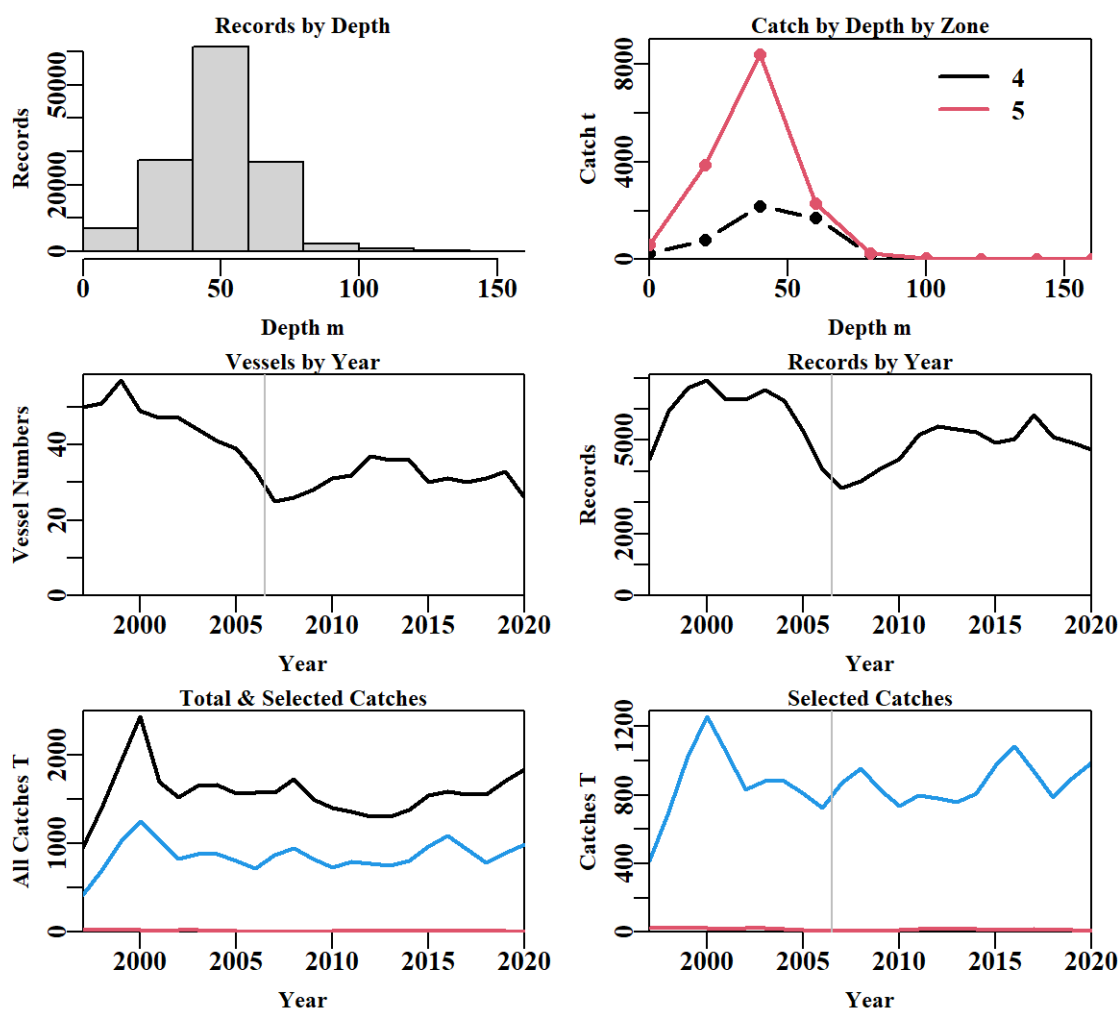 Records by Depth
Records
0 20000 50000
0 50 100 150
Depth m
Catch by Depth by Zone
Catch t
0 4000 8000
4
5
0 50 100 150
Depth m
Vessels by Year
Vessel Numbers
0 20 40
2000 2005 2010 2015 2020
Year
Records by Year
Records
0 2000 5000
2000 2005 2010 2015 2020
Year
Total & Selected Catches
All Catches T
0 1000 2000
2000 2005 2010 2015 2020
Year
Selected Catches
Catches T
0 400 800 1200
2000 2005 2010 2015 2020
Year